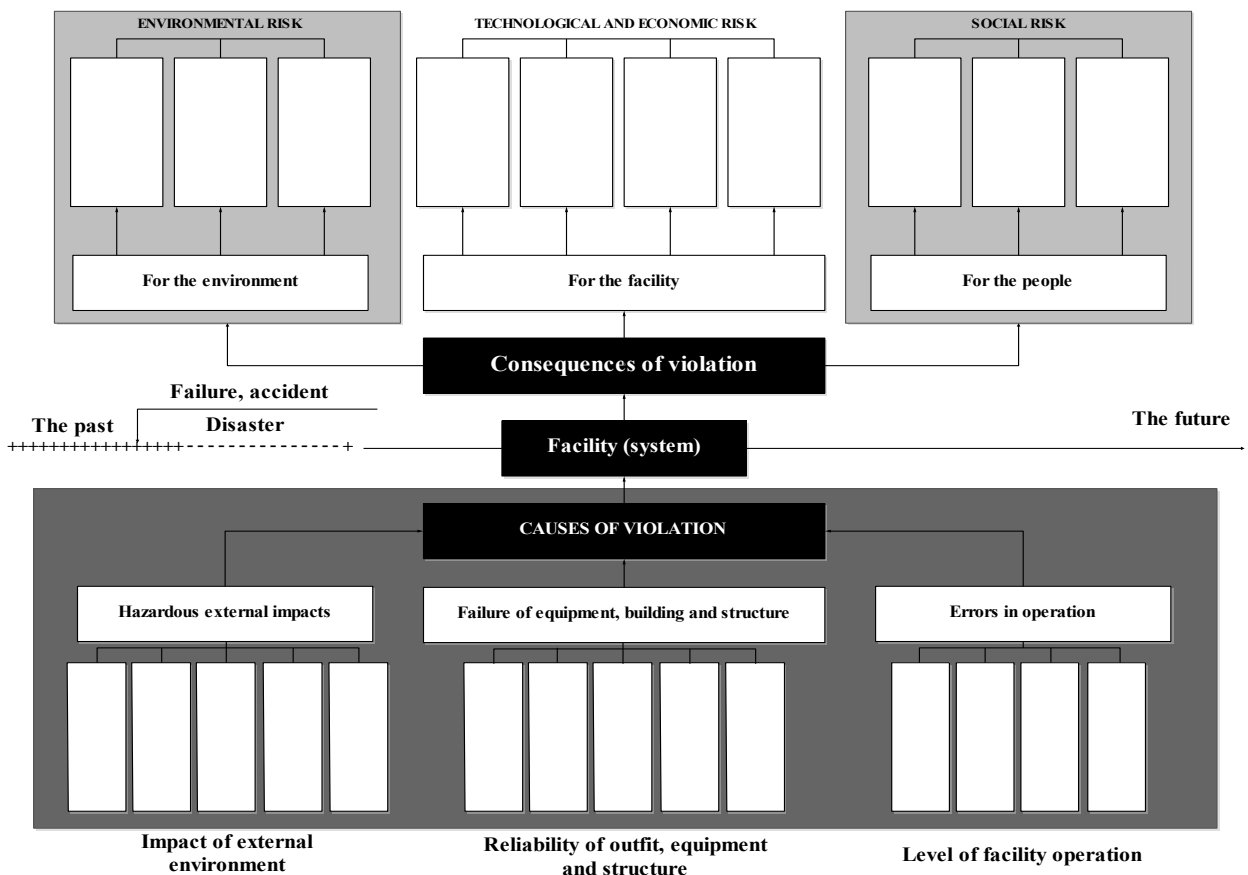 ENVIRONMENTAL RISK
TECHNOLOGICAL AND ECONOMIC RISK
SOCIAL RISK
For the environment
For the facility
For the people
Consequences of violation
Failure, accident
The past
Disaster
Facility (system)
The future
CAUSES OF VIOLATION
Hazardous external impacts
Failure of equipment, building and structure
Errors in operation
Impact of external
environment
Reliability of outfit, equipment
and structure
Level of facility operation